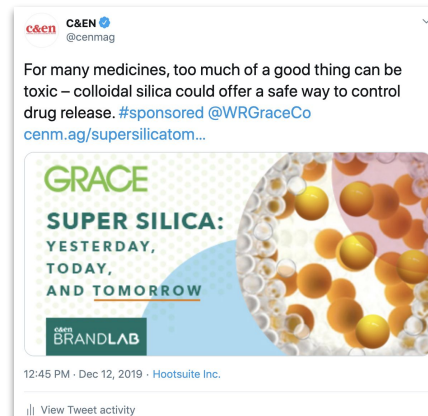 c&en
C&EN
@cenmag
For many medicines, too much of a good thing can be
toxic – colloidal silica could offer a safe way to control
drug release. #sponsored @WRGraceCo
cenm.ag/supersilicatom...
GRACE
SUPER SILICA:
YESTERDAY,
TODAY,
AND TOMORROW
c&en
BRANDLAB
12:45 PM · Dec 12, 2019 · Hootsuite Inc.
View Tweet activity